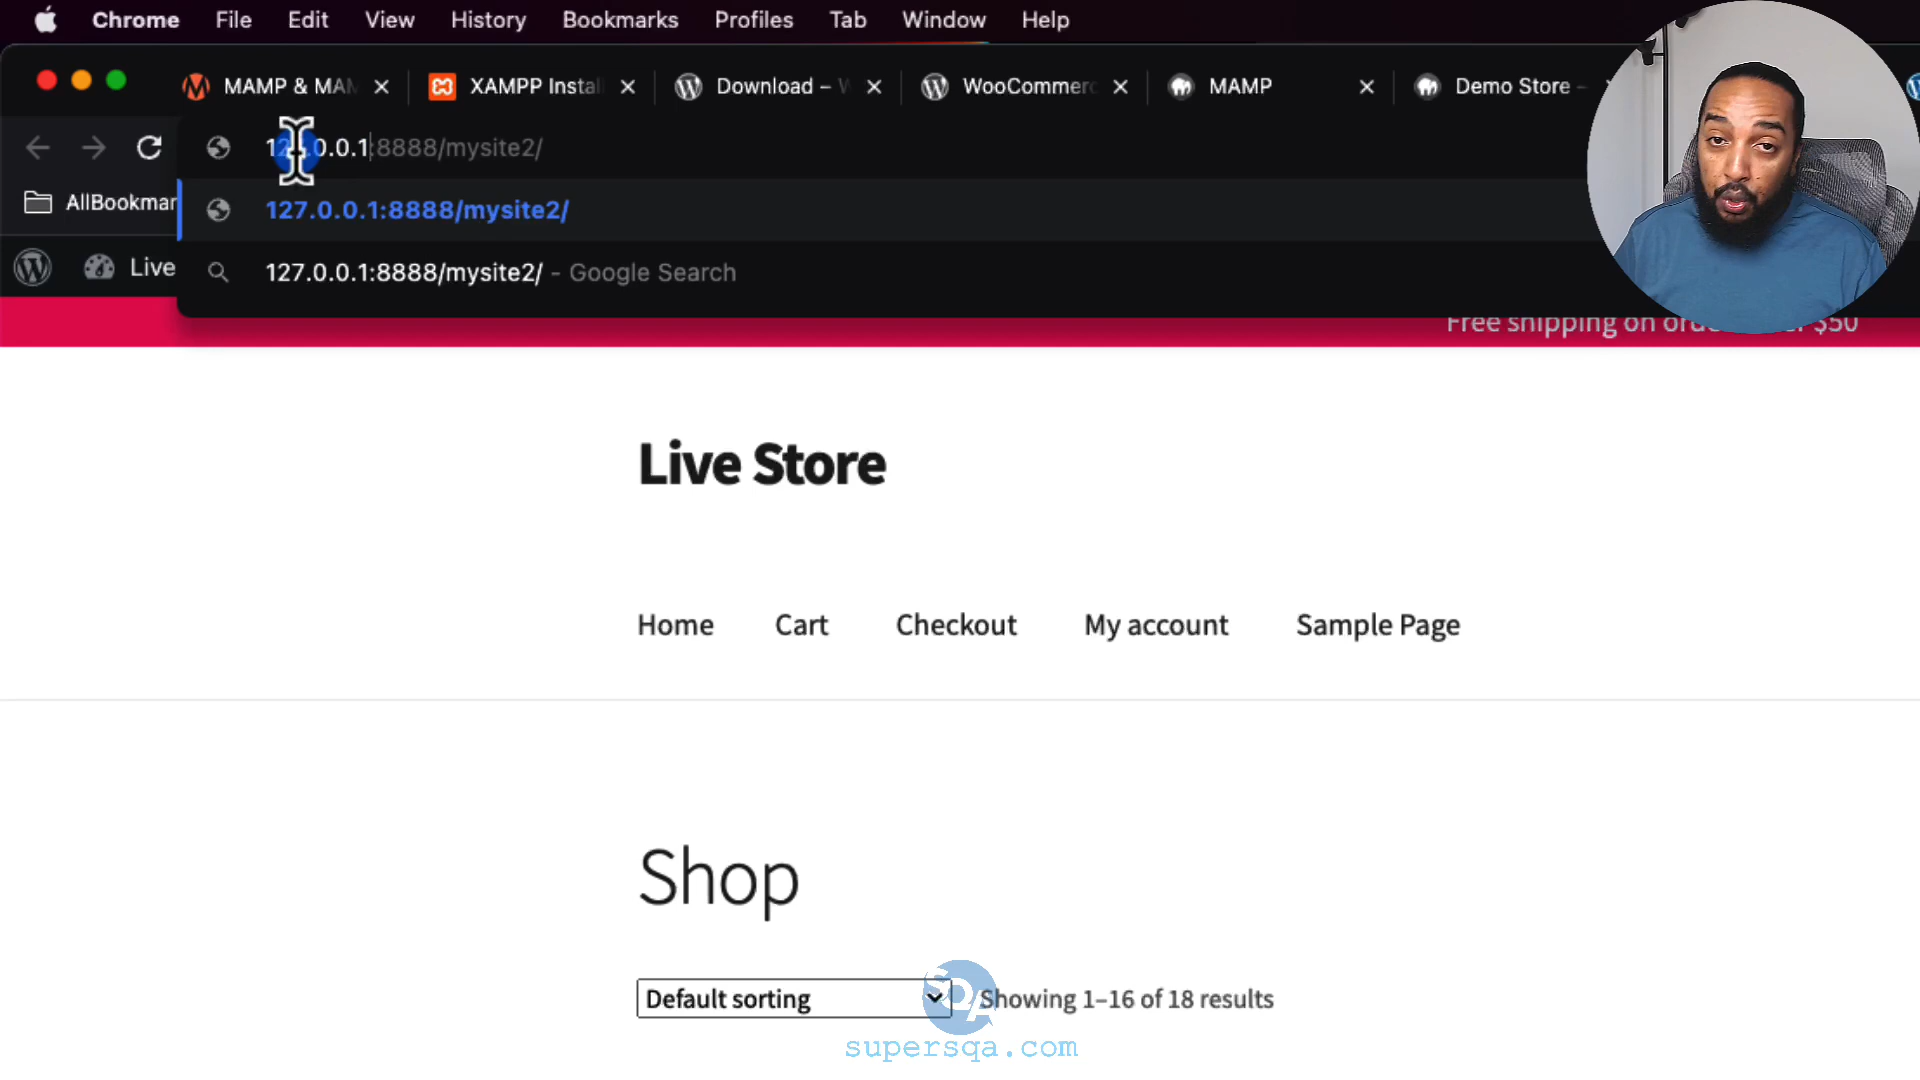 Chrome File Edit View History Bookmarks Profiles Tab Window Help
MAMP & MAM XAMPP Instal Download – W WooCommerc MAMP Demo Store –
127.0.0.1:8888/mysite2/
AllBookmar
127.0.0.1:8888/mysite2/
Live
127.0.0.1:8888/mysite2/ – Google Search
Free shipping on $50
Live Store
Home Cart Checkout My account Sample Page
Shop
Default sorting
Showing 1–16 of 18 results
SQA
supersqa.com